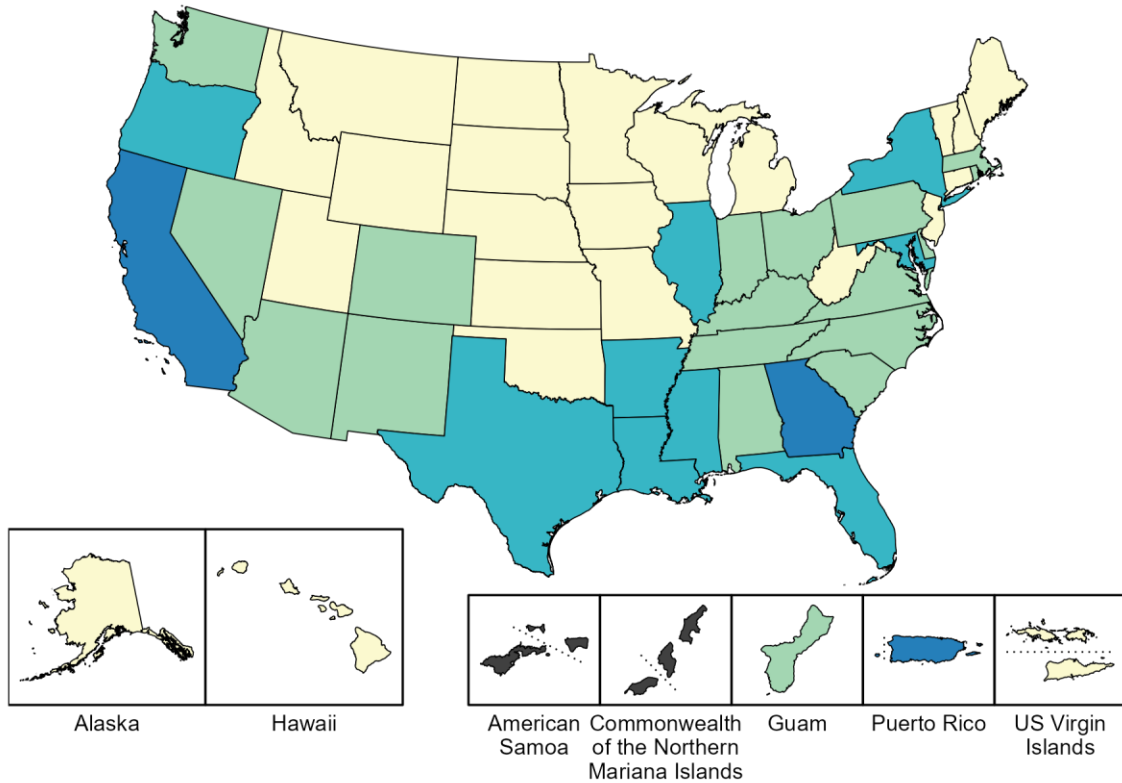 Alaska
Hawaii
American
Samoa
Commonwealth
of the Northern
Mariana Islands
Guam
Puerto Rico
US Virgin
Islands